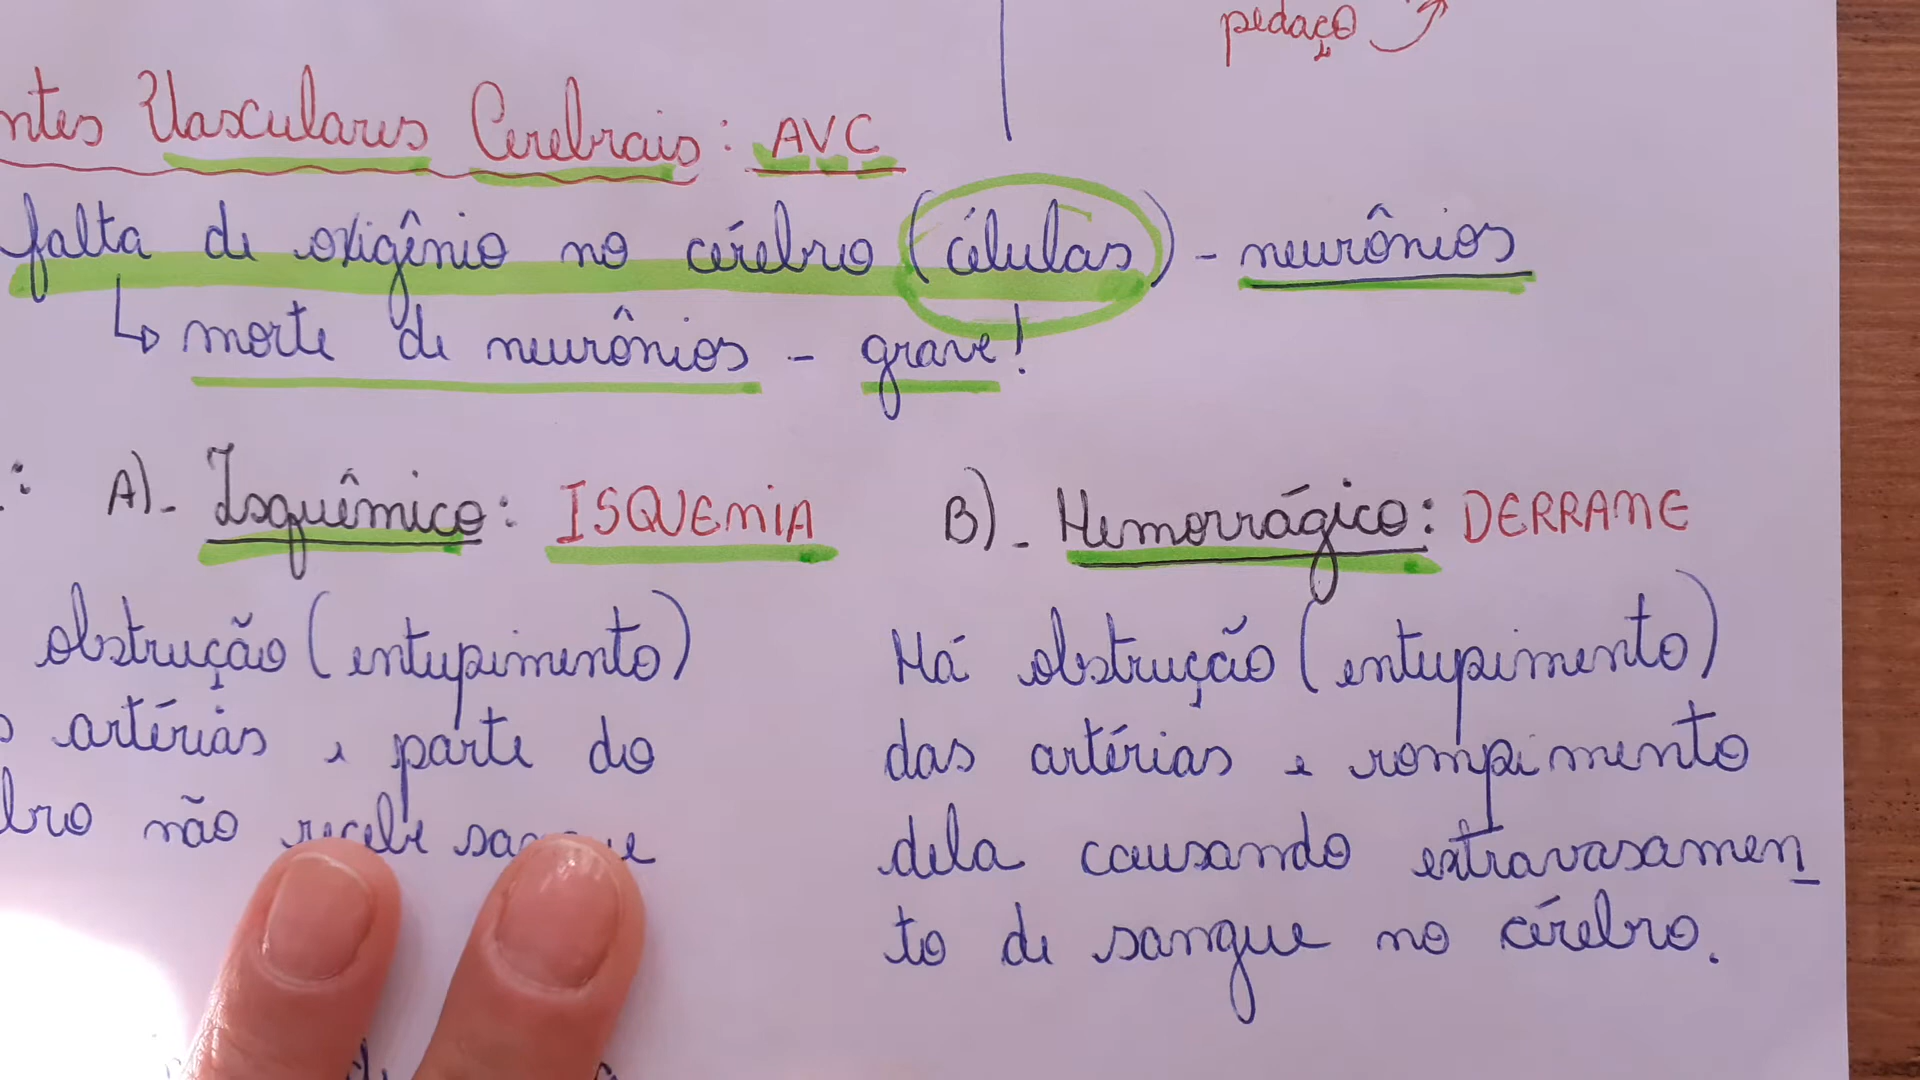 pedaço
ntes Vasculares Cerebrais: AVC
falta de oxigênio no cérebro (células) - neurônios
↳ morte de neurônios - grave!
: A)- Isquêmico: ISQUEMIA
B)- Hemorrágico: DERRAME
obstrução (entupimento)
artérias e parte do
bro não recebe sangue
Há obstrução (entupimento)
das artérias e rompimento
dela causando extravasamen
to de sangue no cérebro.